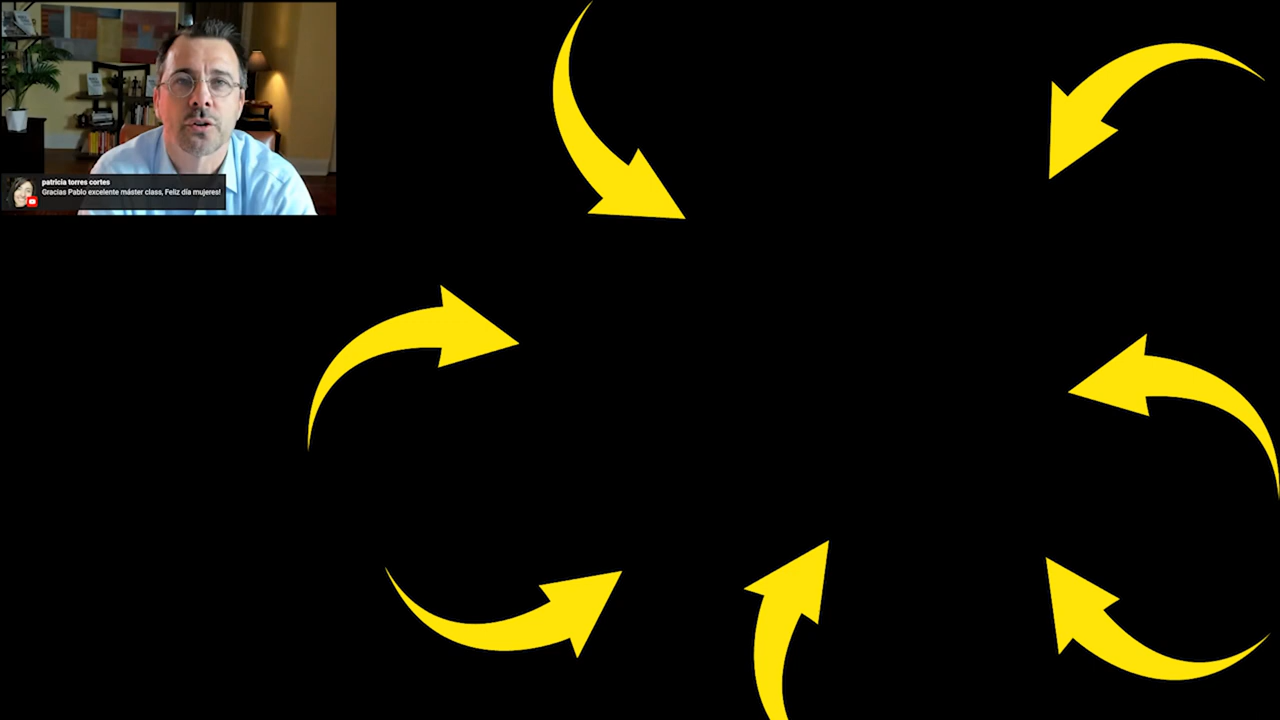 patricia torres cortes
Gracias Pablo excelente máster class, Feliz día mujeres!